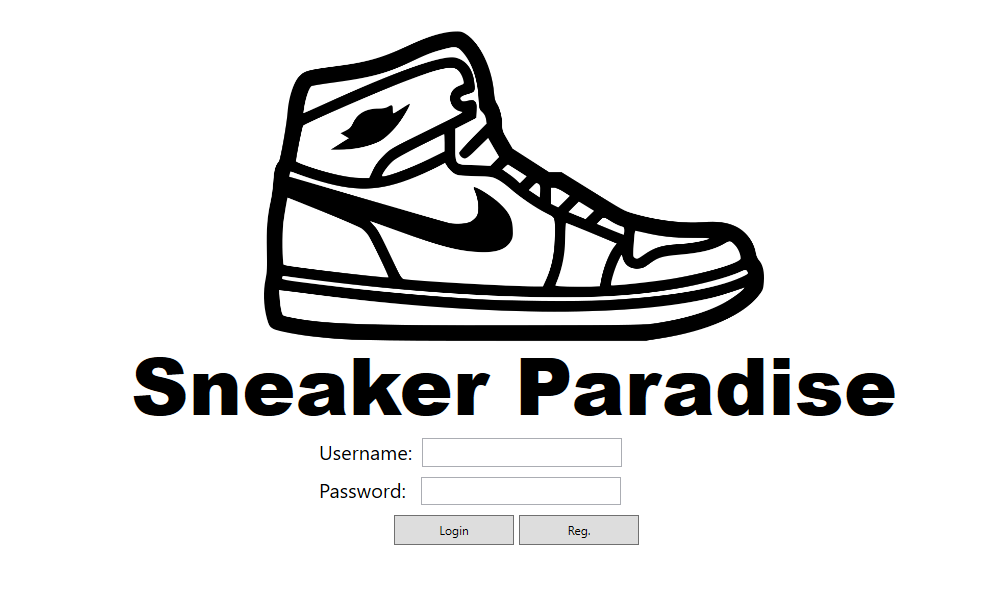 Sneaker Paradise
Username:
Password:
Login Reg.